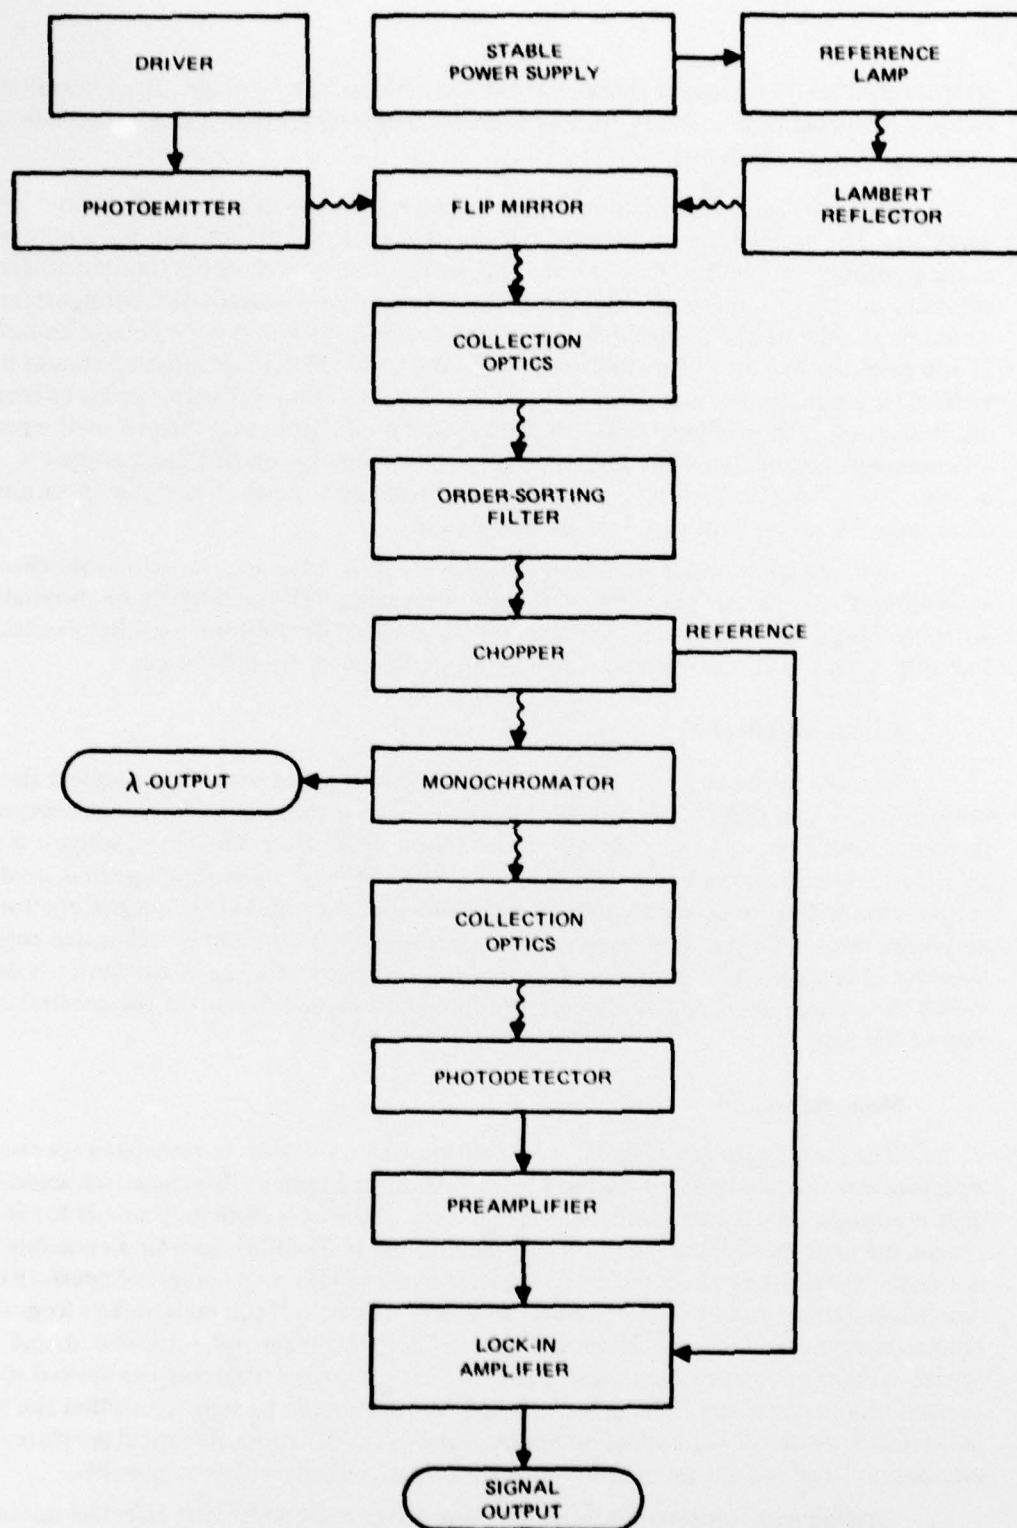 DRIVER
STABLE
POWER SUPPLY
REFERENCE
LAMP
PHOTOEMITTER
FLIP MIRROR
LAMBERT
REFLECTOR
COLLECTION
OPTICS
ORDER-SORTING
FILTER
CHOPPER
REFERENCE
λ-OUTPUT
MONOCHROMATOR
COLLECTION
OPTICS
PHOTODETECTOR
PREAMPLIFIER
LOCK-IN
AMPLIFIER
SIGNAL
OUTPUT